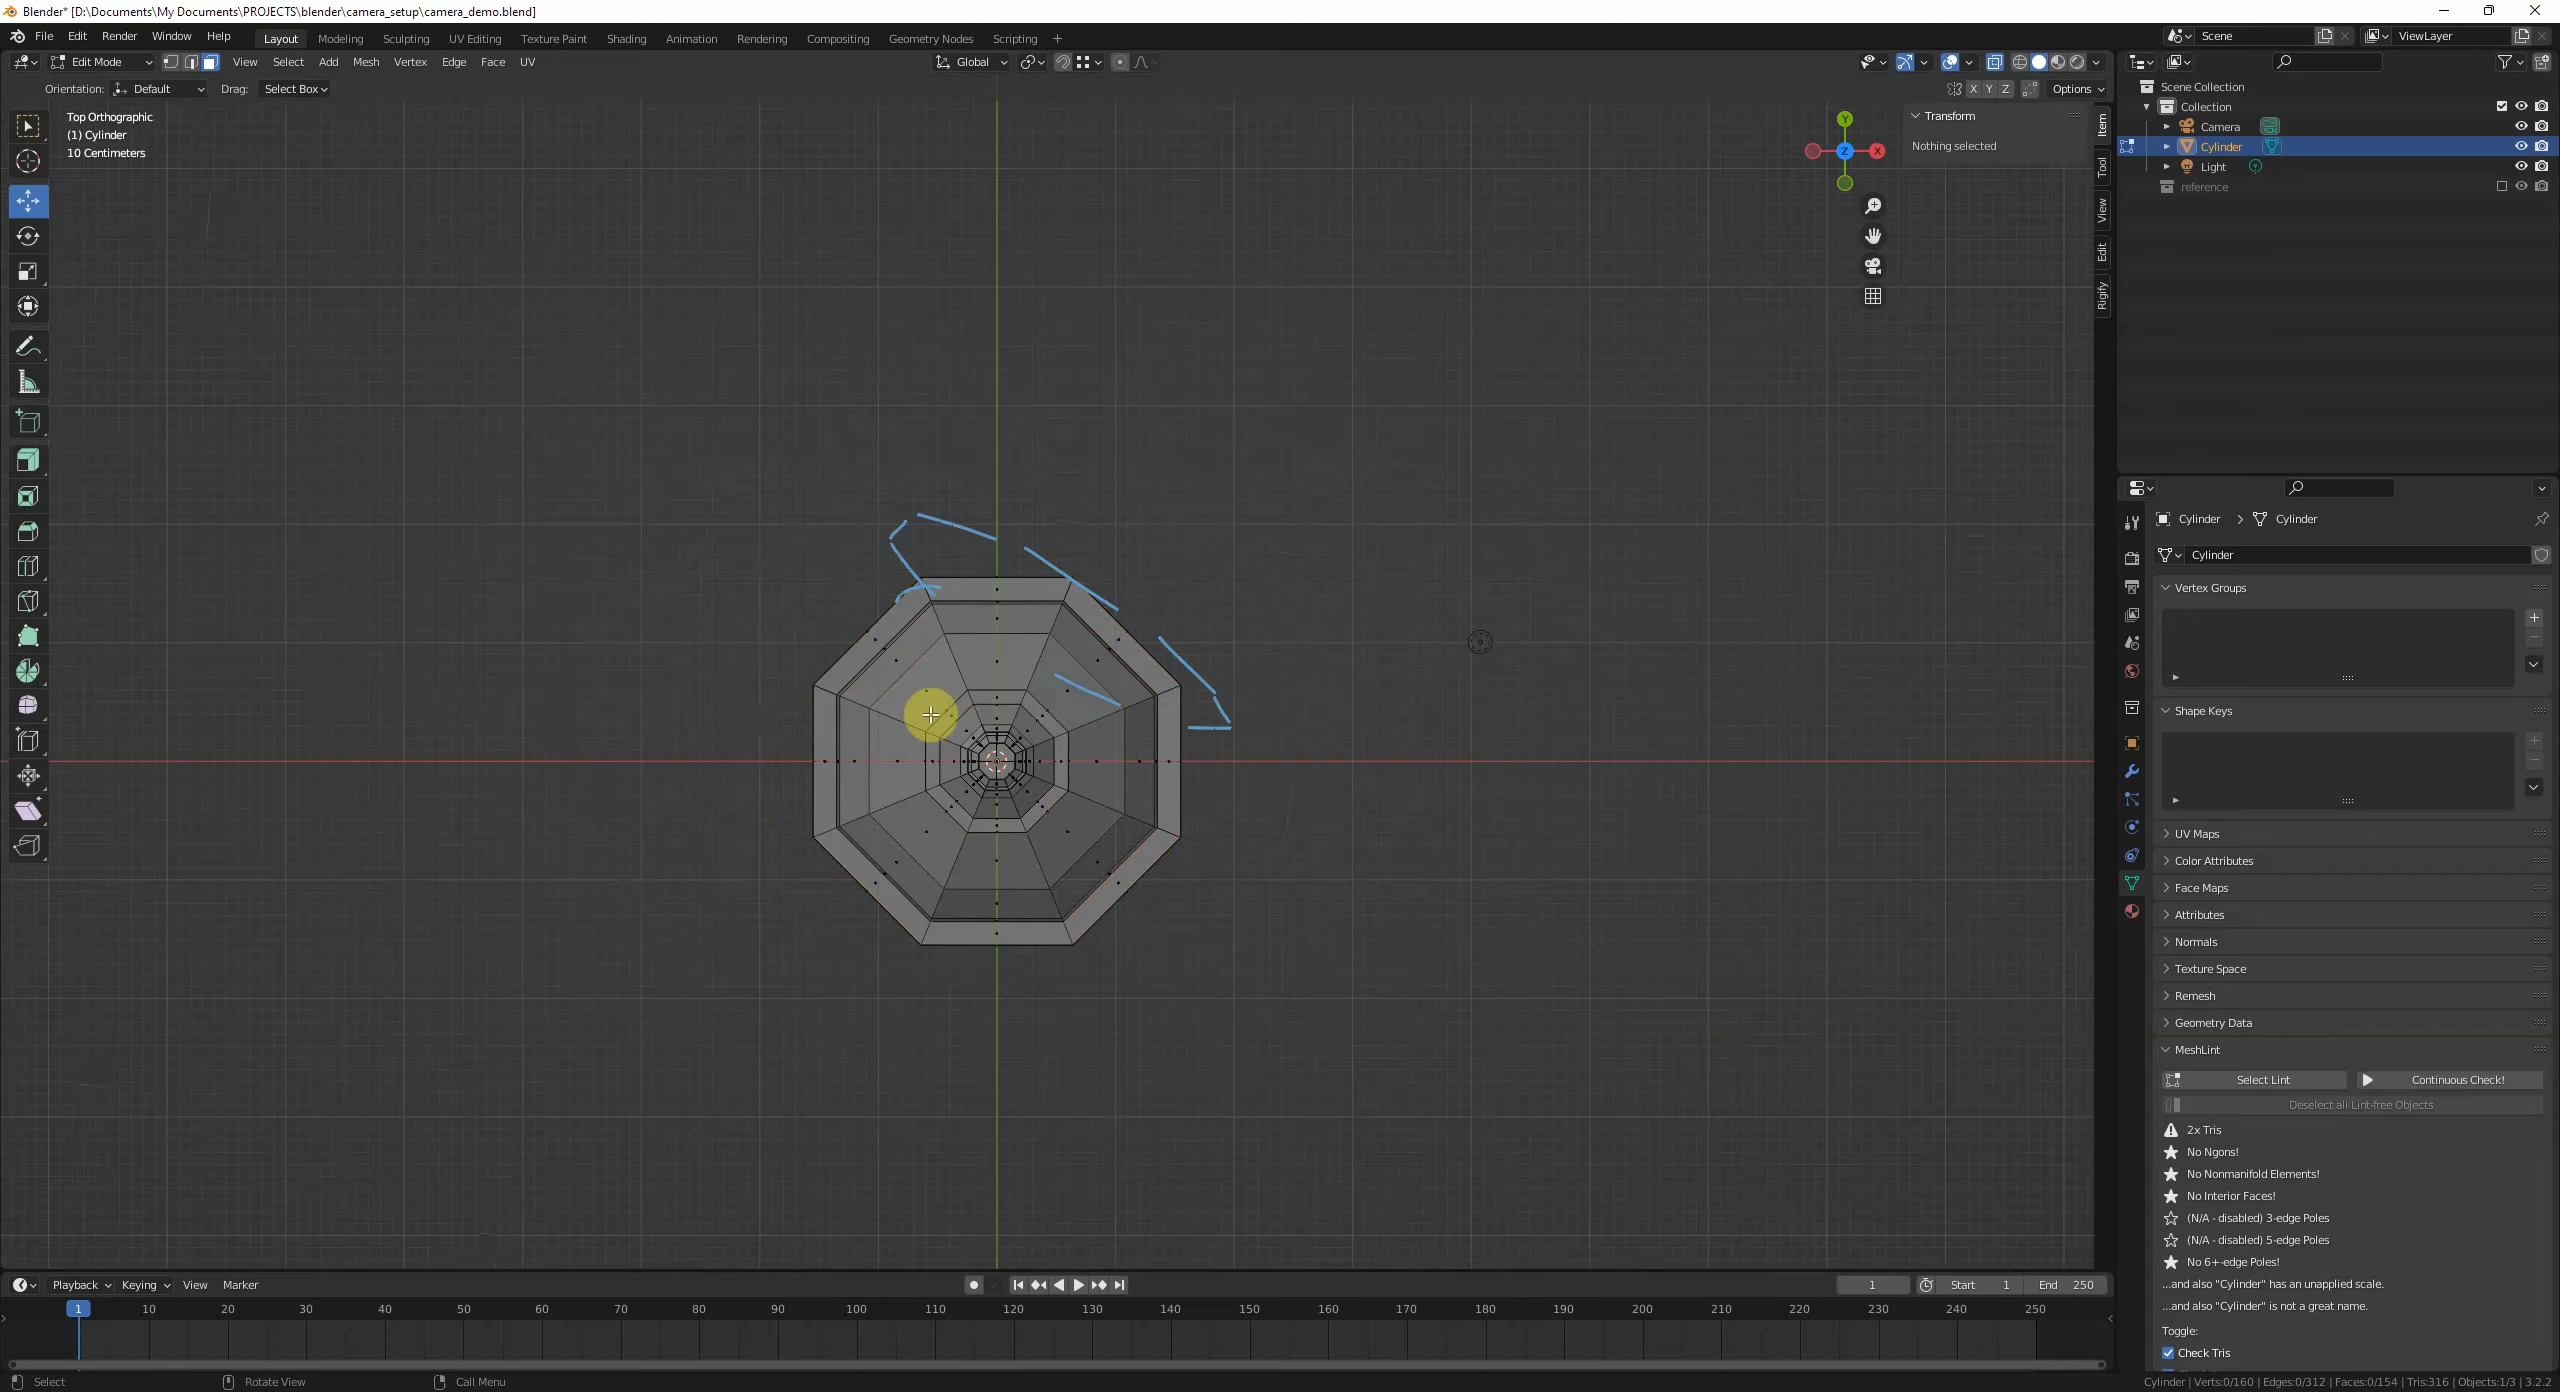 Blender* [D:\Documents\My Documents\PROJECTS\blender\camera_setup\camera_demo.blend]
File Edit Render Window Help Layout Modeling Sculpting UV Editing Texture Paint Shading Animation Rendering Compositing Geometry Nodes Scripting + Scene ViewLayer
Edit Mode View Select Add Mesh Vertex Edge Face UV Global
Orientation: Default Drag: Select Box X Y Z Options
Top Orthographic
(1) Cylinder
10 Centimeters
Y
X
Z
Transform
Nothing selected
Item
Tool
View
Edit
Rigify
Scene Collection
Collection
Camera
Cylinder
Light
reference
Cylinder > Cylinder
Cylinder
Vertex Groups
Shape Keys
UV Maps
Color Attributes
Face Maps
Attributes
Normals
Texture Space
Remesh
Geometry Data
MeshLint
Select Lint Continuous Check!
Deselect all Lint-free Objects
2x Tris
No Ngons!
No Nonmanifold Elements!
No Interior Faces!
(N/A - disabled) 3-edge Poles
(N/A - disabled) 5-edge Poles
No 6+-edge Poles!
...and also "Cylinder" has an unapplied scale.
...and also "Cylinder" is not a great name.
Toggle:
Check Tris
Playback Keying View Marker 1 Start 1 End 250
1 10 20 30 40 50 60 70 80 90 100 110 120 130 140 150 160 170 180 190 200 210 220 230 240 250
Select Rotate View Call Menu Cylinder | Verts:0/160 | Edges:0/312 | Faces:0/154 | Tris:316 | Objects:1/3 | 3.2.2